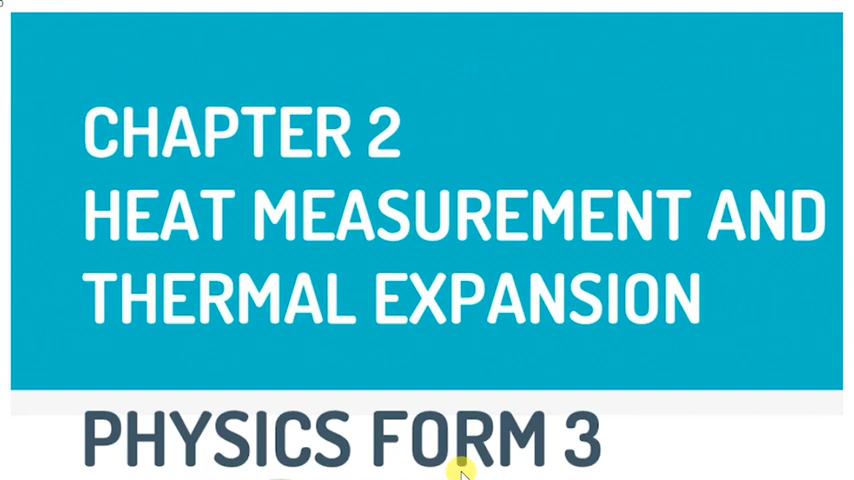 CHAPTER 2
HEAT MEASUREMENT AND
THERMAL EXPANSION
PHYSICS FORM 3